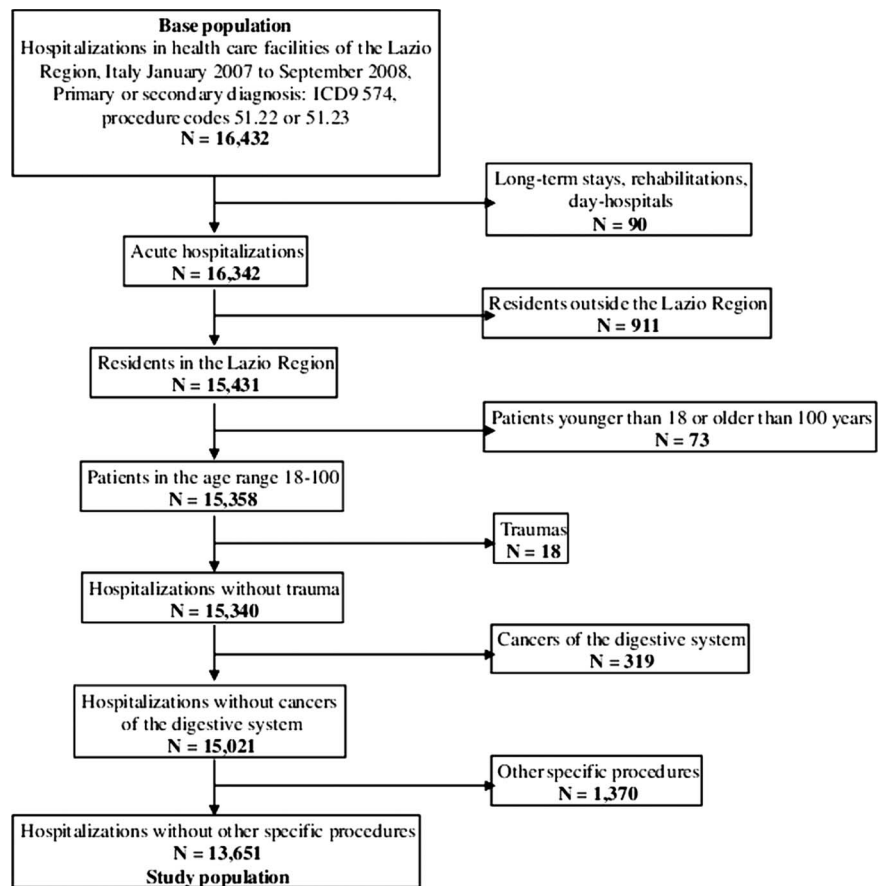 Base population
Hospitalizations in health care facilities of the Lazio
Region, Italy January 2007 to September 2008,
Primary or secondary diagnosis: ICD9 574,
procedure codes 51.22 or 51.23
N = 16,432
Long-term stays, rehabilitations,
day-hospitals
N = 90
Acute hospitalizations
N = 16,342
Residents outside the Lazio Region
N = 911
Residents in the Lazio Region
N = 15,431
Patients younger than 18 or older than 100 years
N = 73
Patients in the age range 18-100
N = 15,358
Traumas
N = 18
Hospitalizations without trauma
N = 15,340
Cancers of the digestive system
N = 319
Hospitalizations without cancers
of the digestive system
N = 15,021
Other specific procedures
N = 1,370
Hospitalizations without other specific procedures
N = 13,651
Study population